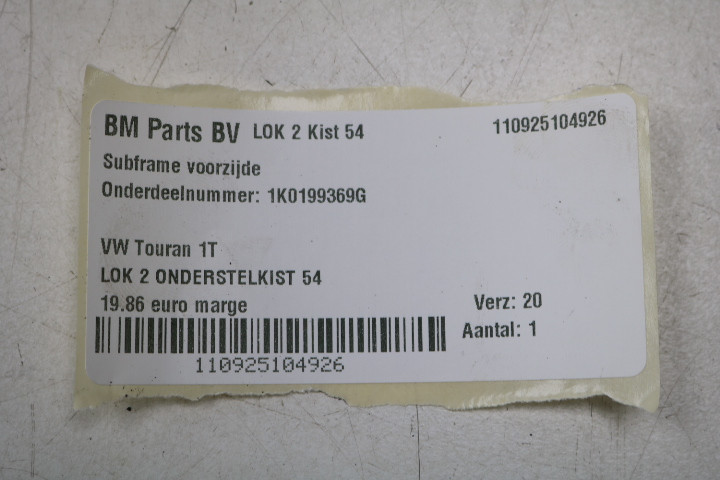 BM Parts BV LOK 2 Kist 54 110925104926
Subframe voorzijde
Onderdeelnummer: 1K0199369G
VW Touran 1T
LOK 2 ONDERSTELKIST 54
19.86 euro marge Verz: 20
Aantal: 1
110925104926